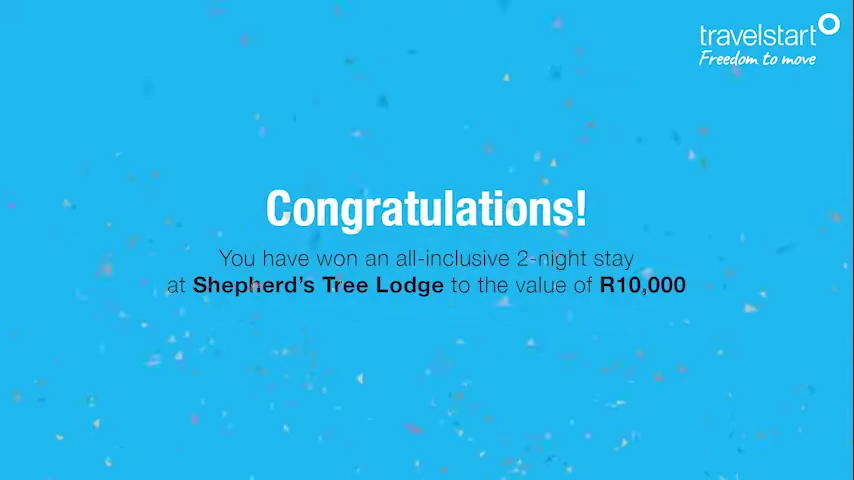 travelstart
Freedom to move
Congratulations!
You have won an all-inclusive 2-night stay
at Shepherd's Tree Lodge to the value of R10,000